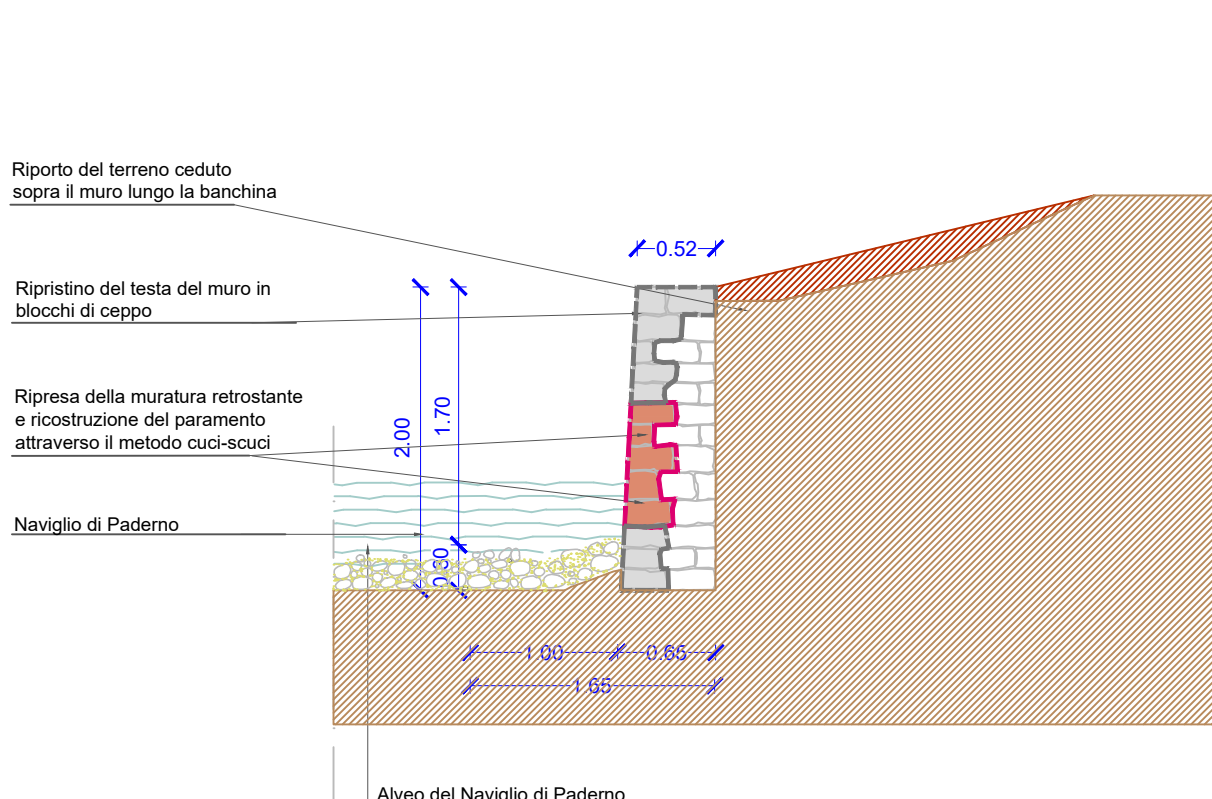 Riporto del terreno ceduto
sopra il muro lungo la banchina
0.52
Ripristino del testa del muro in
blocchi di ceppo
Ripresa della muratura retrostante
e ricostruzione del paramento
attraverso il metodo cuci-scuci
2.00
1.70
Naviglio di Paderno
0.30
1.00
0.65
1.65
Alveo del Naviglio di Paderno